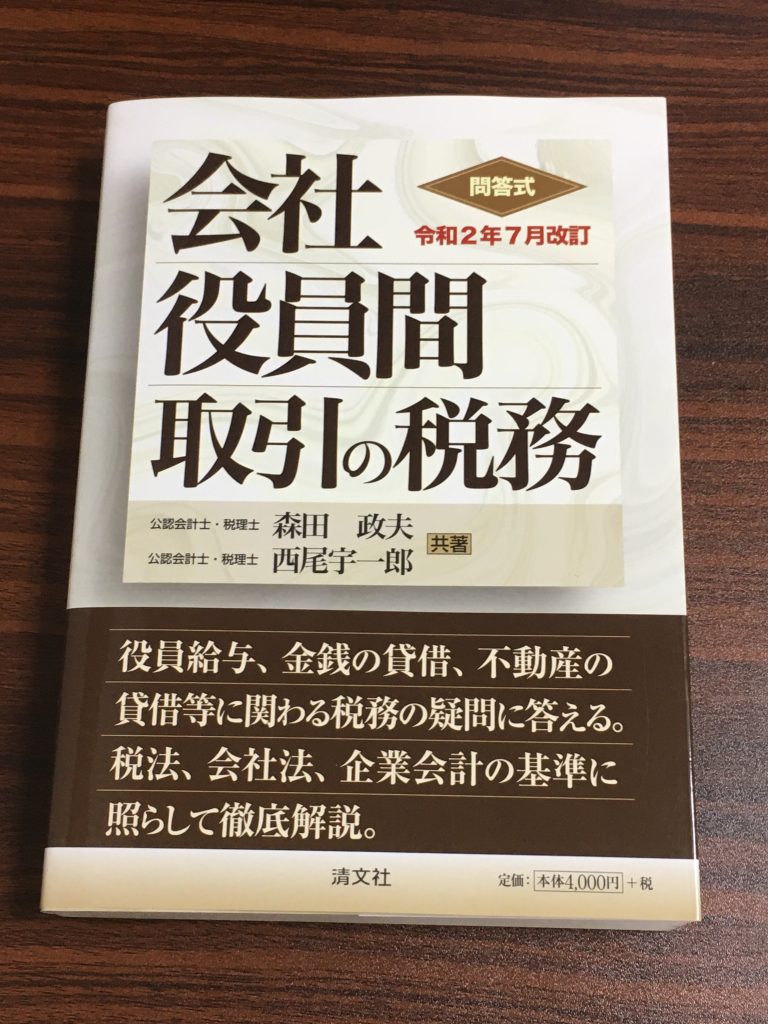 問答式
令和2年7月改訂
会社
役員間
取引の税務
公認会計士・税理士 森田 政夫
公認会計士・税理士 西尾宇一郎
共著
役員給与、金銭の貸借、不動産の
貸借等に関わる税務の疑問に答える。
税法、会社法、企業会計の基準に
照らして徹底解説。
清文社
定価:本体4,000円+税